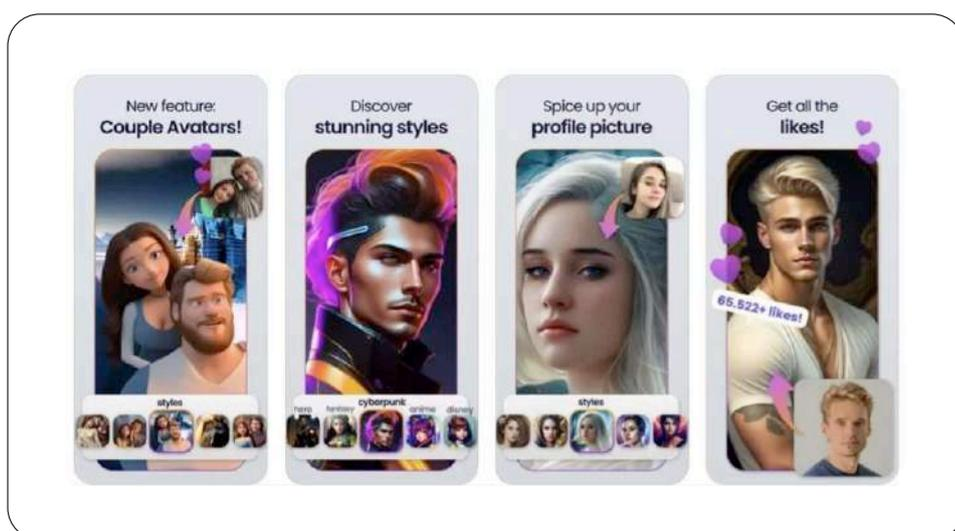 New feature:
Couple Avatars!
styles
Discover
stunning styles
cyberpunk
hero fantasy anime disney
Spice up your
profile picture
styles
Get all the
likes!
65.522+ likes!